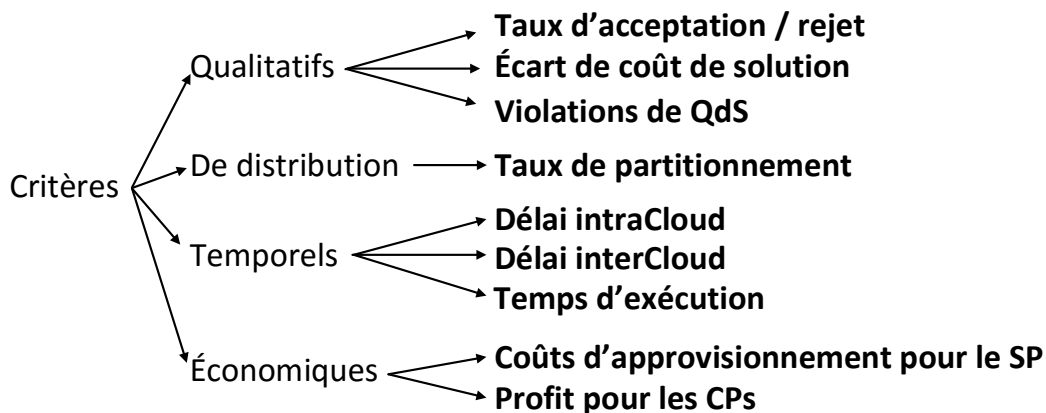 Critères
Qualitatifs
Taux d’acceptation / rejet
Écart de coût de solution
Violations de QdS
De distribution
Taux de partitionnement
Temporels
Délai intraCloud
Délai interCloud
Temps d’exécution
Économiques
Coûts d’approvisionnement pour le SP
Profit pour les CPs